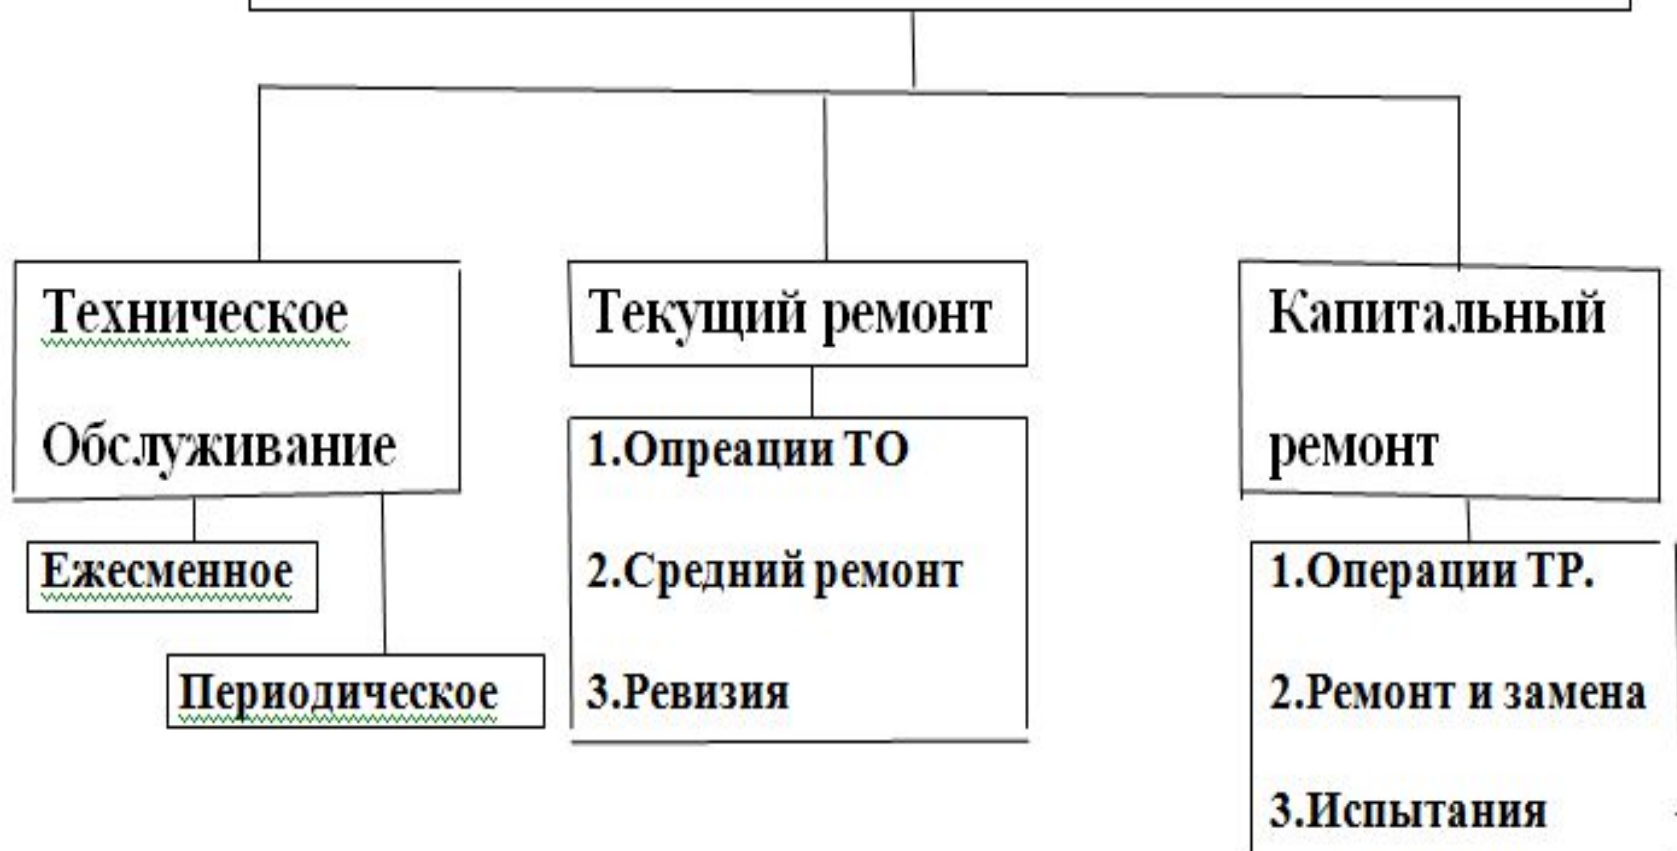 Техническое
Обслуживание
Ежесменное
Периодическое
Текущий ремонт
1.Опреации ТО
2.Средний ремонт
3.Ревизия
Капитальный
ремонт
1.Операции ТР.
2.Ремонт и замена
3.Испытания